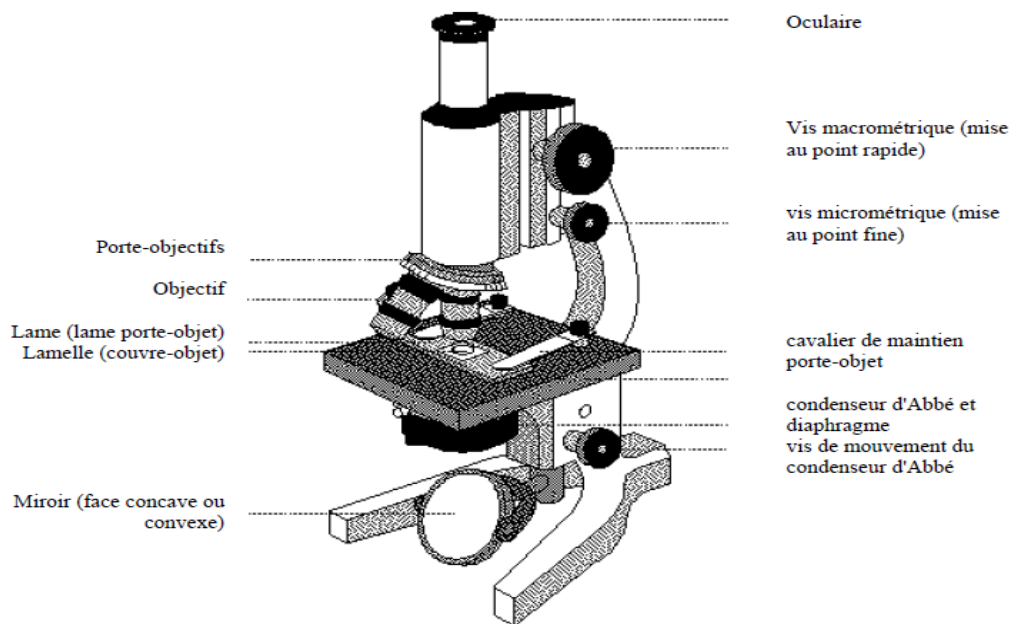 Oculaire
Vis macrométrique (mise
au point rapide)
vis micrométrique (mise
au point fine)
Porte-objectifs
Objectif
Lame (lame porte-objet)
Lamelle (couvre-objet)
cavalier de maintien
porte-objet
condenseur d'Abbé et
diaphragme
vis de mouvement du
condenseur d'Abbé
Miroir (face concave ou
convexe)